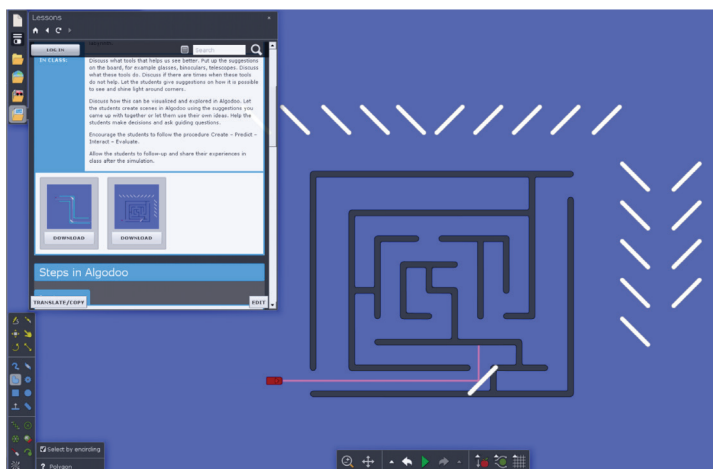 Lessons
LOG IN
Search
IN CLASS:
Discuss what tools that helps us see better. Put up the suggestions
on the board, for example glasses, binoculars, telescopes. Discuss
what these tools do. Discuss if there are times when these tools
do not help. Let the students give suggestions on how it is possible
to see and shine light around corners.
Discuss how this can be visualized and explored in Algodoo. Let
the students create scenes in Algodoo using the suggestions you
came up with together or let them use their own ideas. Help the
students make decisions and ask guiding questions.
Encourage the students to follow the procedure Create – Predict –
Interact – Evaluate.
Allow the students to follow-up and share their experiences in
class after the simulation.
DOWNLOAD
DOWNLOAD
Steps in Algodoo
TRANSLATE/COPY
EDIT
Select by encircling
? Polygon